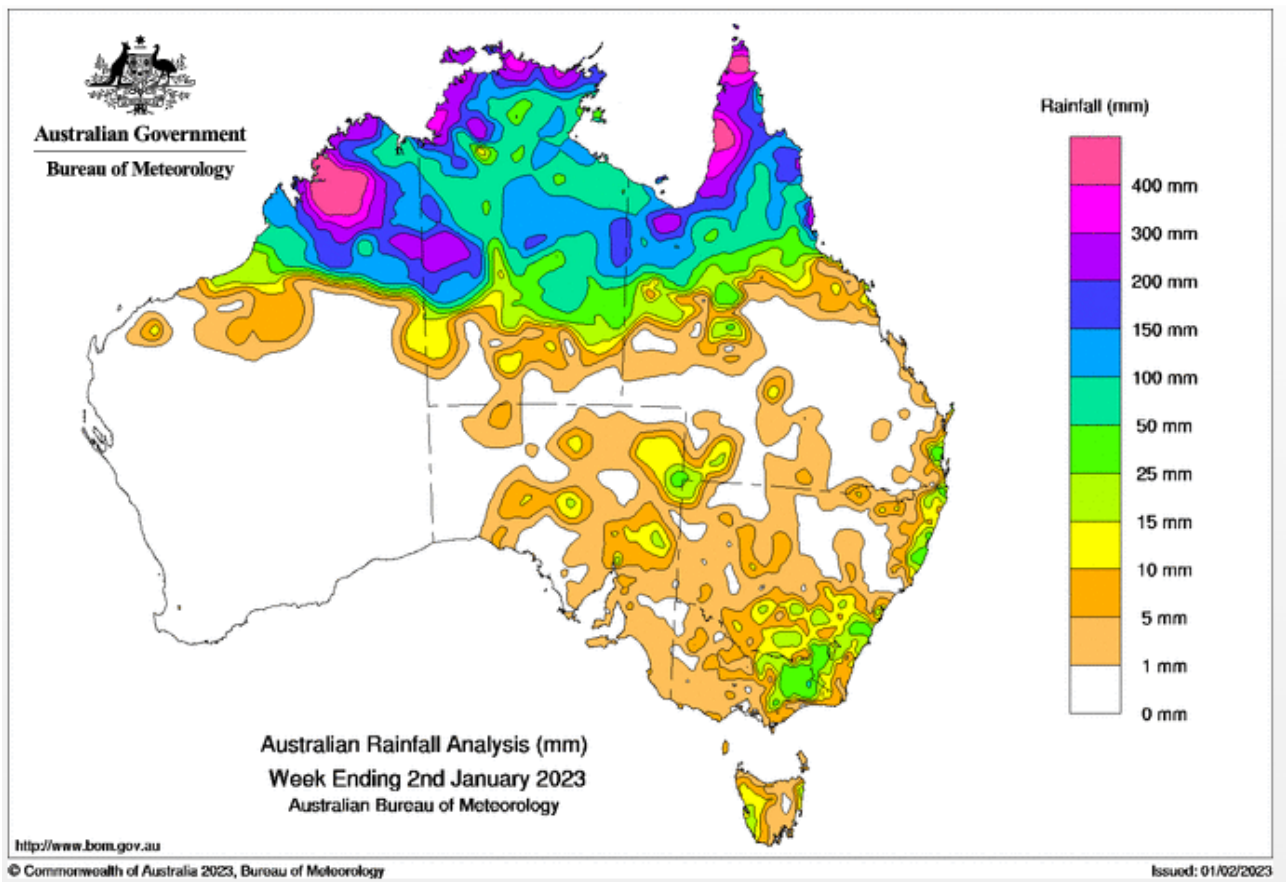 Australian Government
Bureau of Meteorology
Rainfall (mm)
400 mm
300 mm
200 mm
150 mm
100 mm
50 mm
25 mm
15 mm
10 mm
5 mm
1 mm
0 mm
Australian Rainfall Analysis (mm)
Week Ending 2nd January 2023
Australian Bureau of Meteorology
http://www.bom.gov.au
© Commonwealth of Australia 2023, Bureau of Meteorology
Issued: 01/02/2023